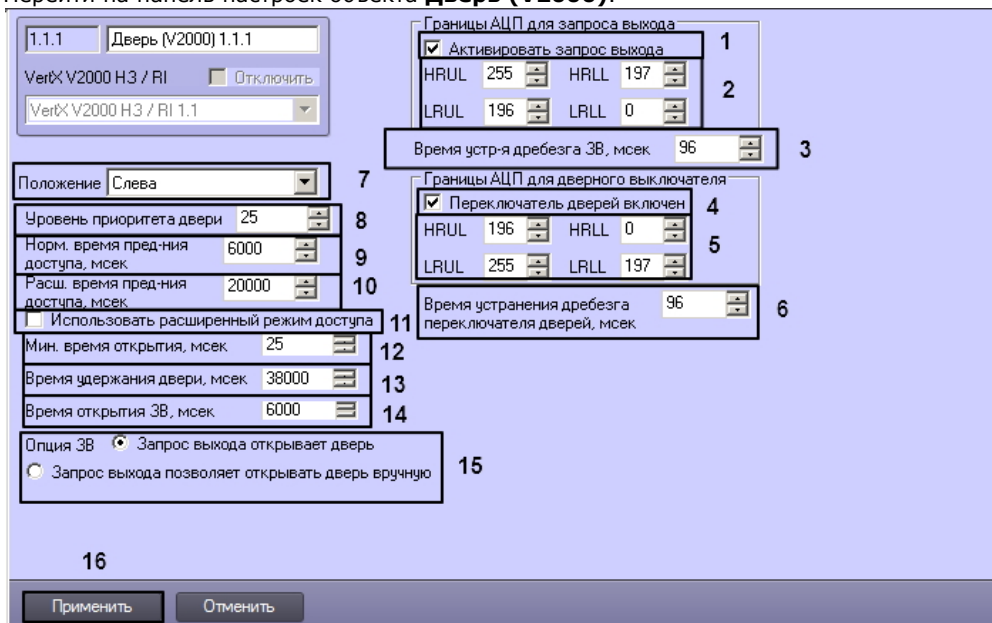 Перейти на панель настроек объекта Дверь (V2000).
1.1.1 Дверь (V2000) 1.1.1
VertX V2000 НЗ / RI Отключить
VertX V2000 НЗ / RI 1.1
Границы АЦП для запроса выхода
Активировать запрос выхода 1
HRUL 255 HRLL 197
LRUL 196 LRLL 0
2
Время устр-я дребезга ЗВ, мсек 96 3
Границы АЦП для дверного выключателя
Переключатель дверей включен 4
HRUL 196 HRLL 0
LRUL 255 LRLL 197
5
Время устранения дребезга
переключателя дверей, мсек
96 6
Положение Слева 7
Уровень приоритета двери 25 8
Норм. время пред-ния
доступа, мсек
6000 9
Расш. время пред-ния
доступа, мсек
20000 10
Использовать расширенный режим доступа 11
Мин. время открытия, мсек 25 12
Время удержания двери, мсек 38000 13
Время открытия ЗВ, мсек 6000 14
Опция ЗВ Запрос выхода открывает дверь
Запрос выхода позволяет открывать дверь вручную
15
16
Применить Отменить